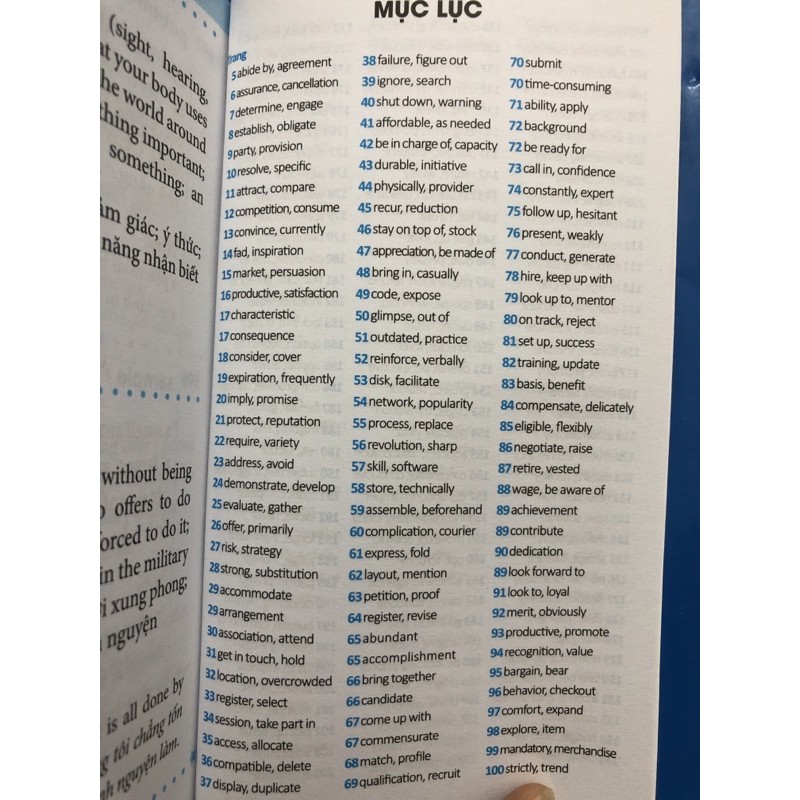 (sight, hearing,
at your body uses
he world around
thing important;
something; an
ảm giác; ý thức;
năng nhận biết
without being
offers to do
orced to do it;
in the military
i xung phong;
nguyện
is all done by
g tôi chẳng tốn
nh nguyện làm.
MỤC LỤC
Trang
5 abide by, agreement
6 assurance, cancellation
7 determine, engage
8 establish, obligate
9 party, provision
10 resolve, specific
11 attract, compare
12 competition, consume
13 convince, currently
14 fad, inspiration
15 market, persuasion
16 productive, satisfaction
17 characteristic
17 consequence
18 consider, cover
19 expiration, frequently
20 imply, promise
21 protect, reputation
22 require, variety
23 address, avoid
24 demonstrate, develop
25 evaluate, gather
26 offer, primarily
27 risk, strategy
28 strong, substitution
29 accommodate
29 arrangement
30 association, attend
31 get in touch, hold
32 location, overcrowded
33 register, select
34 session, take part in
35 access, allocate
36 compatible, delete
37 display, duplicate
38 failure, figure out
39 ignore, search
40 shut down, warning
41 affordable, as needed
42 be in charge of, capacity
43 durable, initiative
44 physically, provider
45 recur, reduction
46 stay on top of, stock
47 appreciation, be made of
48 bring in, casually
49 code, expose
50 glimpse, out of
51 outdated, practice
52 reinforce, verbally
53 disk, facilitate
54 network, popularity
55 process, replace
56 revolution, sharp
57 skill, software
58 store, technically
59 assemble, beforehand
60 complication, courier
61 express, fold
62 layout, mention
63 petition, proof
64 register, revise
65 abundant
65 accomplishment
66 bring together
66 candidate
67 come up with
67 commensurate
68 match, profile
69 qualification, recruit
70 submit
70 time-consuming
71 ability, apply
72 background
72 be ready for
73 call in, confidence
74 constantly, expert
75 follow up, hesitant
76 present, weakly
77 conduct, generate
78 hire, keep up with
79 look up to, mentor
80 on track, reject
81 set up, success
82 training, update
83 basis, benefit
84 compensate, delicately
85 eligible, flexibly
86 negotiate, raise
87 retire, vested
88 wage, be aware of
89 achievement
89 contribute
90 dedication
89 look forward to
91 look to, loyal
92 merit, obviously
93 productive, promote
94 recognition, value
95 bargain, bear
96 behavior, checkout
97 comfort, expand
98 explore, item
99 mandatory, merchandise
100 strictly, trend